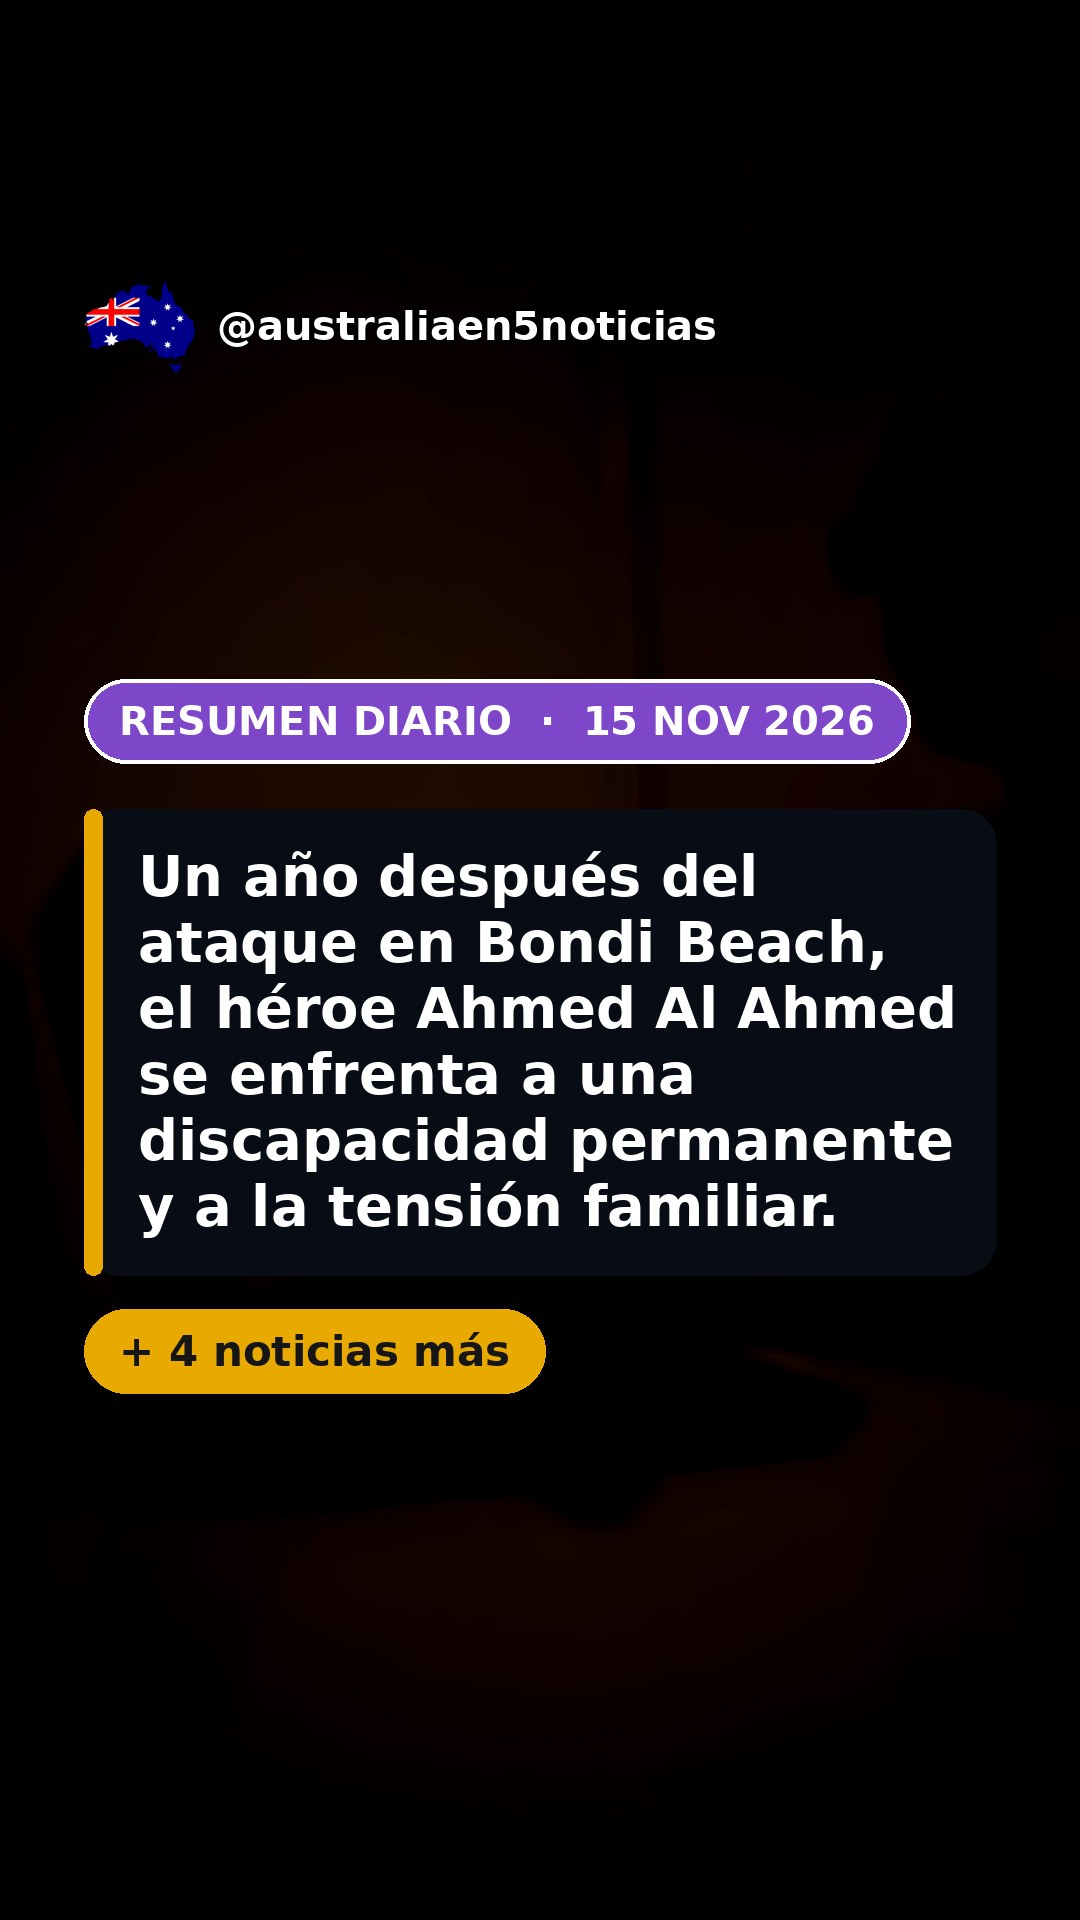 @australiaen5noticias
RESUMEN DIARIO · 15 NOV 2026
Un año después del
ataque en Bondi Beach,
el héroe Ahmed Al Ahmed
se enfrenta a una
discapacidad permanente
y a la tensión familiar.
+ 4 noticias más